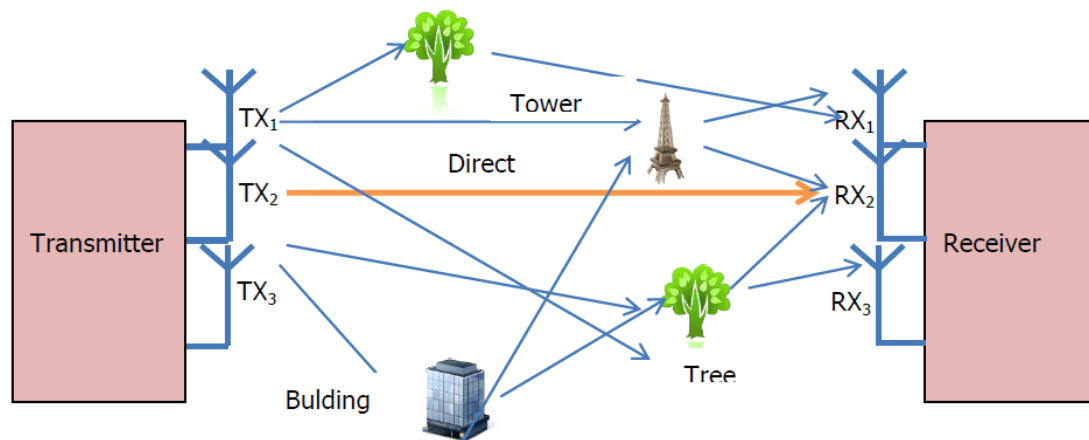 Tower
TX₁
RX₁
Direct
TX₂
RX₂
Transmitter
Receiver
TX₃
RX₃
Tree
Bulding